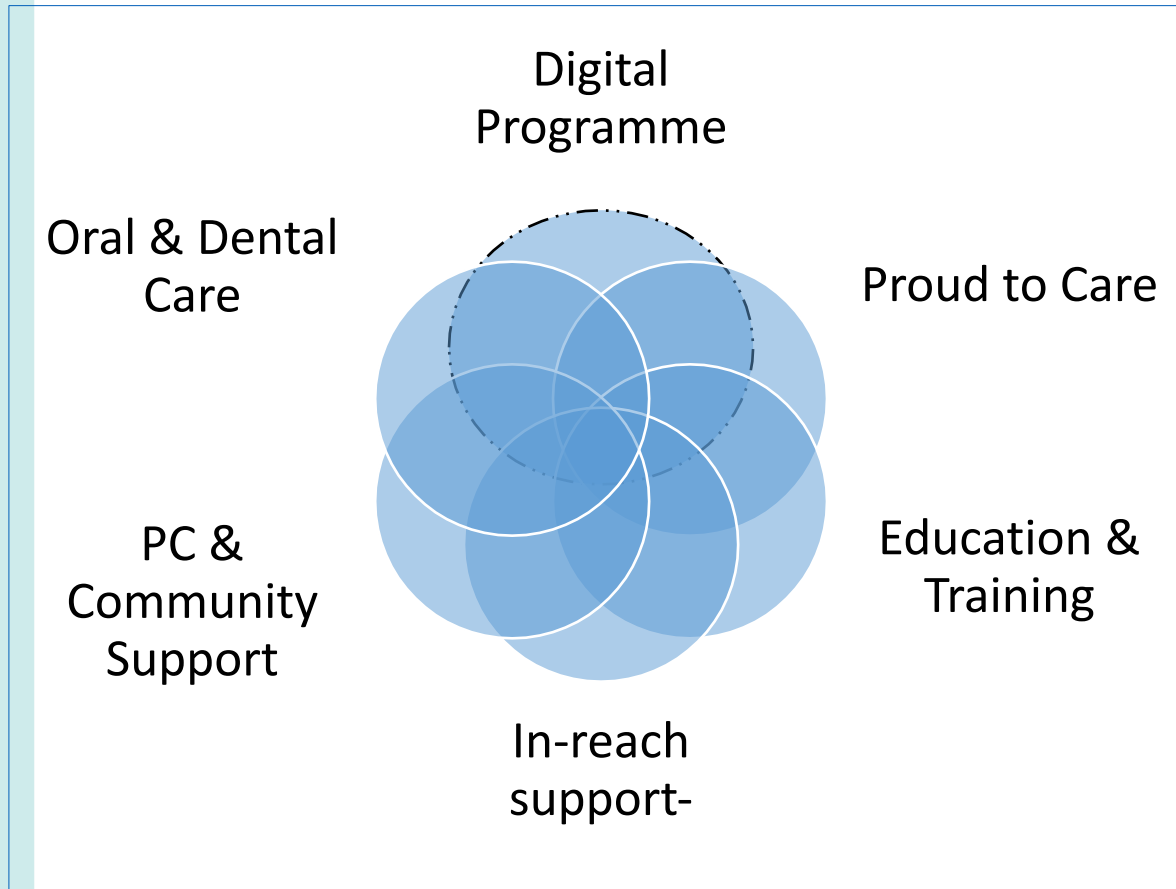 Digital
Programme
Oral & Dental
Care
Proud to Care
PC &
Community
Support
Education &
Training
In-reach
support-